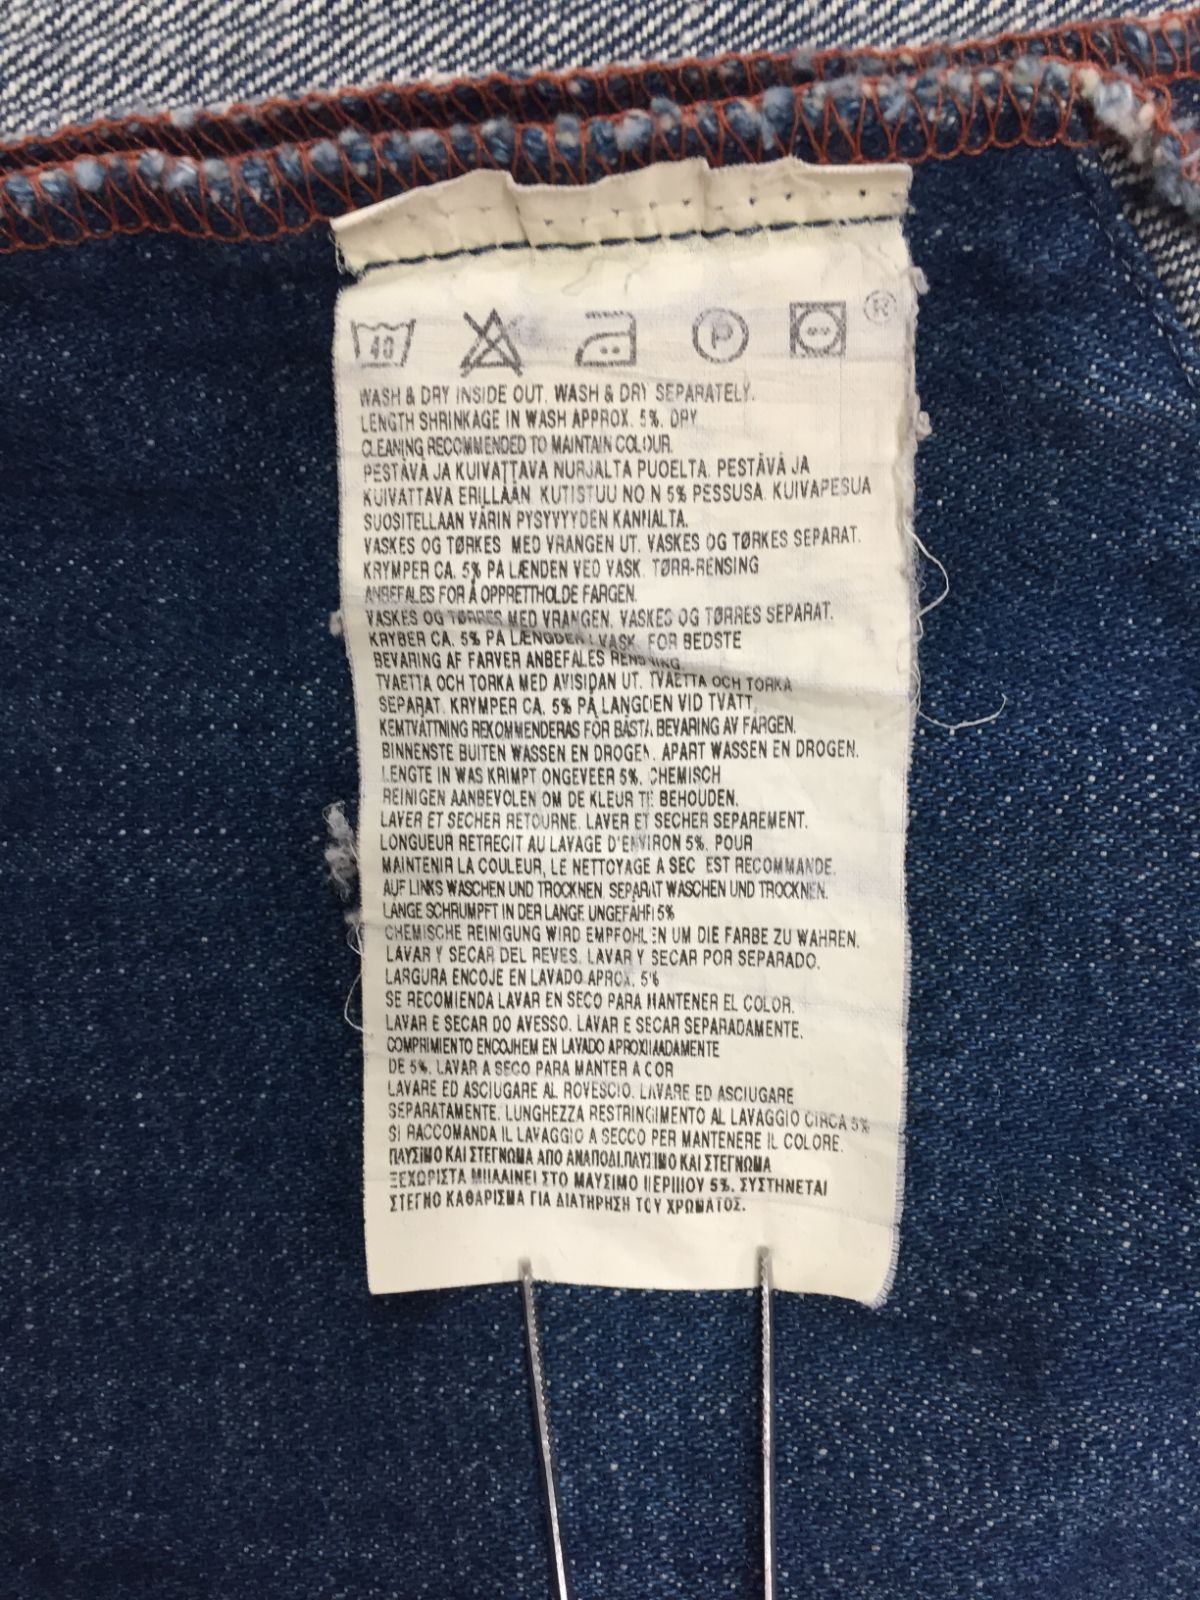 40 P ®
WASH & DRY INSIDE OUT. WASH & DRY SEPARATELY.
LENGTH SHRINKAGE IN WASH APPROX. 5%. DRY
CLEANING RECOMMENDED TO MAINTAIN COLOUR.
PESTÄVÄ JA KUIVATTAVA NURJALTA PUOELTA. PESTÄVÄ JA
KUIVATTAVA ERILLÄÄN. KUTISTUU NO N 5% PESSUSA. KUIVAPESUA
SUOSITELLAAN VÄRIN PYSYVYYDEN KANNALTA.
VASKES OG TØRKES MED VRANGEN UT. VASKES OG TØRKES SEPARAT.
KRYMPER CA. 5% PA LÆNDEN VED VASK. TØRR-RENSING
ANBEFALES FOR Å OPPRETTHOLDE FARGEN.
VASKES OG TØRRES MED VRANGEN. VASKES OG TØRRES SEPARAT.
KRYBER CA. 5% PÅ LÆNGDEN I VASK. FOR BEDSTE
BEVARING AF FARVER ANBEFALES RENSNING.
TVAETTA OCH TORKA MED AVISIDAN UT. TVAETTA OCH TORKA
SEPARAT. KRYMPER CA. 5% PÅ LANGDEN VID TVATT.
KEMTVÄTTNING REKOMMENDERAS FÖR BÄSTA BEVARING AV FÄRGEN.
BINNENSTE BUITEN WASSEN EN DROGEN. APART WASSEN EN DROGEN.
LENGTE IN WAS KRIMPT ONGEVEER 5%. CHEMISCH
REINIGEN AANBEVOLEN OM DE KLEUR TE BEHOUDEN.
LAVER ET SECHER RETOURNE. LAVER ET SECHER SEPAREMENT.
LONGUEUR RETRECIT AU LAVAGE D'ENVIRON 5%. POUR
MAINTENIR LA COULEUR, LE NETTOYAGE A SEC EST RECOMMANDE.
AUF LINKS WASCHEN UND TROCKNEN. SEPARAT WASCHEN UND TROCKNEN.
LÄNGE SCHRUMPFT IN DER LANGE UNGEFÄHR 5%
CHEMISCHE REINIGUNG WIRD EMPFOHLEN UM DIE FARBE ZU WAHREN.
LAVAR Y SECAR DEL REVES. LAVAR Y SECAR POR SEPARADO.
LARGURA ENCOJE EN LAVADO APROX. 5%
SE RECOMIENDA LAVAR EN SECO PARA MANTENER EL COLOR.
LAVAR E SECAR DO AVESSO. LAVAR E SECAR SEPARADAMENTE.
COMPRIMIENTO ENCOJHEM EN LAVADO APROXIMADAMENTE
DE 5%. LAVAR A SECO PARA MANTER A COR
LAVARE ED ASCIUGARE AL ROVESCIO. LAVARE ED ASCIUGARE
SEPARATAMENTE. LUNGHEZZA RESTRINGIMENTO AL LAVAGGIO CIRCA 5%
SI RACCOMANDA IL LAVAGGIO A SECCO PER MANTENERE IL COLORE.
ΠΛΥΣΙΜΟ ΚΑΙ ΣΤΕΓΝΩΜΑ ΑΠΟ ΑΝΑΠΟΔΙ.ΠΛΥΣΙΜΟ ΚΑΙ ΣΤΕΓΝΩΜΑ
ΞΕΧΩΡΙΣΤΑ ΜΠΑΙΝΕΙ ΣΤΟ ΜΑΥΣΙΜΟ ΠΕΡΙΠΟΥ 5%. ΣΥΣΤΗΝΕΤΑΙ
ΣΤΕΓΝΟ ΚΑΘΑΡΙΣΜΑ ΓΙΑ ΔΙΑΤΗΡΗΣΗ ΤΟΥ ΧΡΩΜΑΤΟΣ.